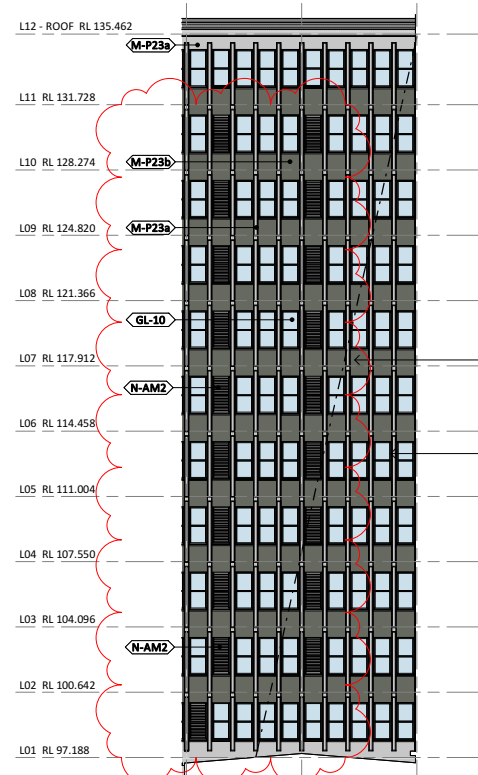 L12 - ROOF RL 135.462
M-P23a
L11 RL 131.728
L10 RL 128.274
M-P23b
L09 RL 124.820
M-P23a
L08 RL 121.366
GL-10
L07 RL 117.912
N-AM2
L06 RL 114.458
L05 RL 111.004
L04 RL 107.550
L03 RL 104.096
N-AM2
L02 RL 100.642
L01 RL 97.188